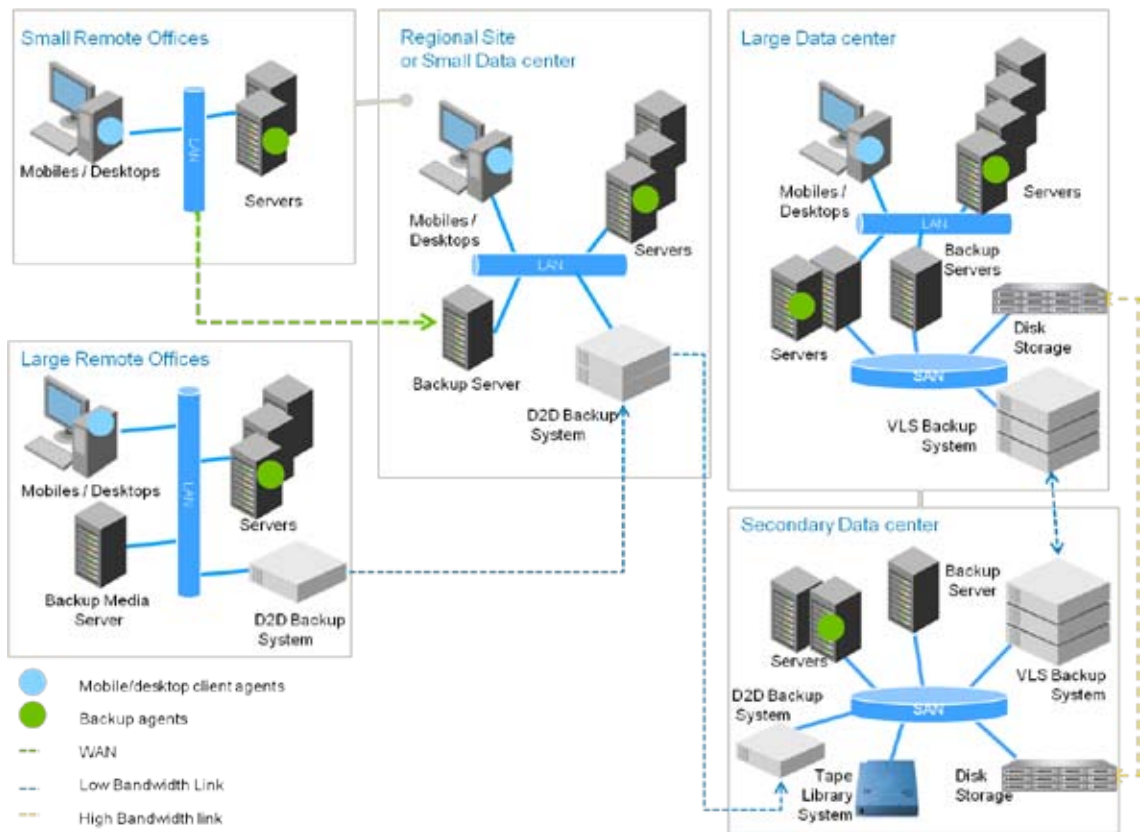 Small Remote Offices
Mobiles / Desktops
LAN
Servers
Regional Site
or Small Data center
Mobiles /
Desktops
Servers
LAN
Backup Server
D2D Backup
System
Large Data center
Mobiles /
Desktops
Servers
LAN
Backup
Servers
Servers
Disk
Storage
SAN
VLS Backup
System
Large Remote Offices
Mobiles / Desktops
LAN
Servers
Backup Media
Server
D2D Backup
System
Secondary Data center
Backup
Server
Servers
VLS Backup
System
D2D Backup
System
SAN
Tape
Library
System
Disk
Storage
Mobile/desktop client agents
Backup agents
WAN
Low Bandwidth Link
High Bandwidth link